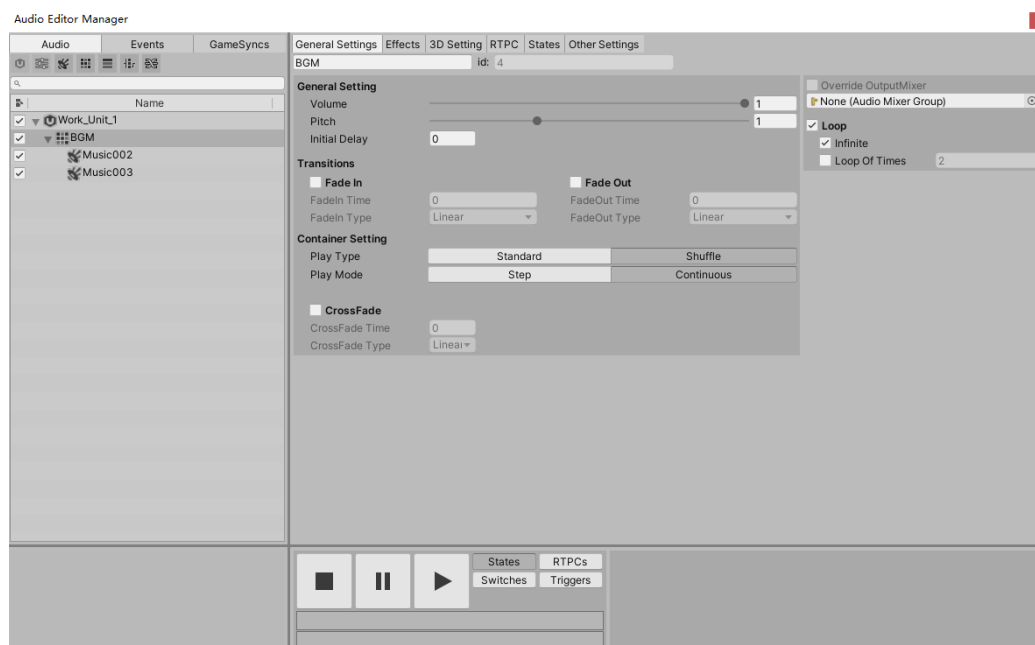 Audio Editor Manager
Audio Events GameSyncs
General Settings Effects 3D Setting RTPC States Other Settings
BGM id: 4
General Setting
Override OutputMixer
Volume 1
None (Audio Mixer Group)
Pitch 1
Loop
Initial Delay 0
Infinite
Loop Of Times 2
Name
Work_Unit_1
BGM
Music002
Music003
Transitions
Fade In Fade Out
FadeIn Time 0 FadeOut Time 0
FadeIn Type Linear FadeOut Type Linear
Container Setting
Play Type Standard Shuffle
Play Mode Step Continuous
CrossFade
CrossFade Time 0
CrossFade Type Linear
States RTPCs
Switches Triggers